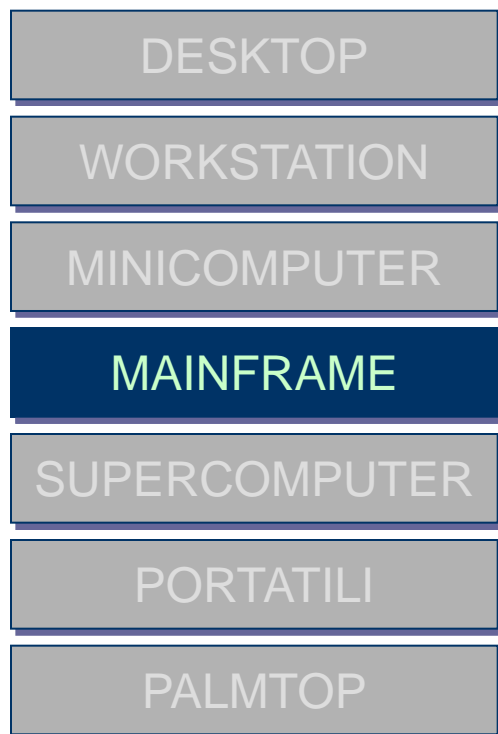 DESKTOP
WORKSTATION
MINICOMPUTER
MAINFRAME
SUPERCOMPUTER
PORTATILI
PALMTOP